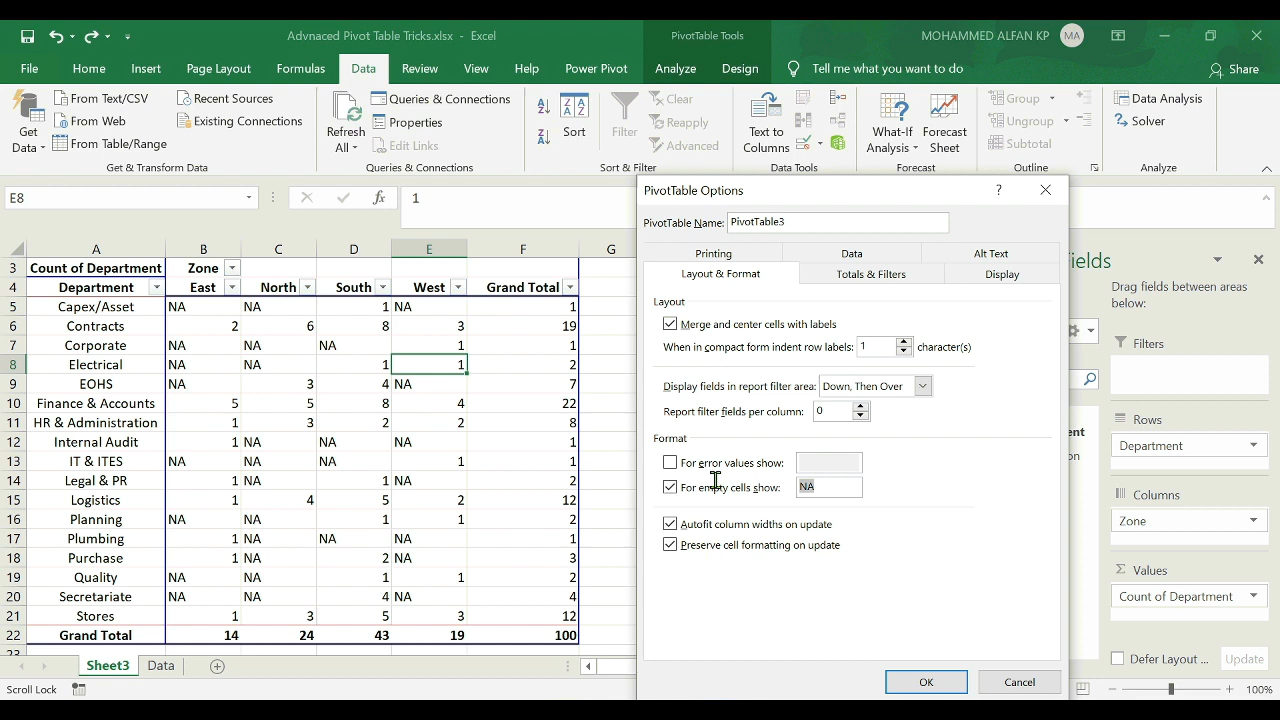 Advnaced Pivot Table Tricks.xlsx - Excel
PivotTable Tools
MOHAMMED ALFAN KP
MA
File Home Insert Page Layout Formulas Data Review View Help Power Pivot Analyze Design Tell me what you want to do Share
Get Data
From Text/CSV
From Web
From Table/Range
Recent Sources
Existing Connections
Get & Transform Data
Refresh All
Queries & Connections
Properties
Edit Links
Queries & Connections
Sort
Filter
Clear
Reapply
Advanced
Sort & Filter
Text to Columns
Data Tools
What-If Analysis
Forecast Sheet
Forecast
Group
Ungroup
Subtotal
Outline
Data Analysis
Solver
Analyze
E8 fx 1
A B C D E F G
3 Count of Department Zone
4 Department East North South West Grand Total
5 Capex/Asset NA NA 1 NA 1
6 Contracts 2 6 8 3 19
7 Corporate NA NA NA 1 1
8 Electrical NA NA 1 1 2
9 EOHS NA 3 4 NA 7
10 Finance & Accounts 5 5 8 4 22
11 HR & Administration 1 3 2 2 8
12 Internal Audit 1 NA NA NA 1
13 IT & ITES NA NA NA 1 1
14 Legal & PR 1 NA 1 NA 2
15 Logistics 1 4 5 2 12
16 Planning NA NA 1 1 2
17 Plumbing 1 NA NA NA 1
18 Purchase 1 NA 2 NA 3
19 Quality NA NA 1 1 2
20 Secretariate NA NA 4 NA 4
21 Stores 1 3 5 3 12
22 Grand Total 14 24 43 19 100
23
Sheet3 Data
Scroll Lock
PivotTable Options ?
PivotTable Name: PivotTable3
Printing Data Alt Text
Layout & Format Totals & Filters Display
Layout
Merge and center cells with labels
When in compact form indent row labels: 1 character(s)
Display fields in report filter area: Down, Then Over
Report filter fields per column: 0
Format
For error values show:
For empty cells show: NA
Autofit column widths on update
Preserve cell formatting on update
OK Cancel
ields
Drag fields between areas
below:
Filters
Rows
Department
Columns
Zone
Σ Values
Count of Department
Defer Layout ... Update
ent
on
100%